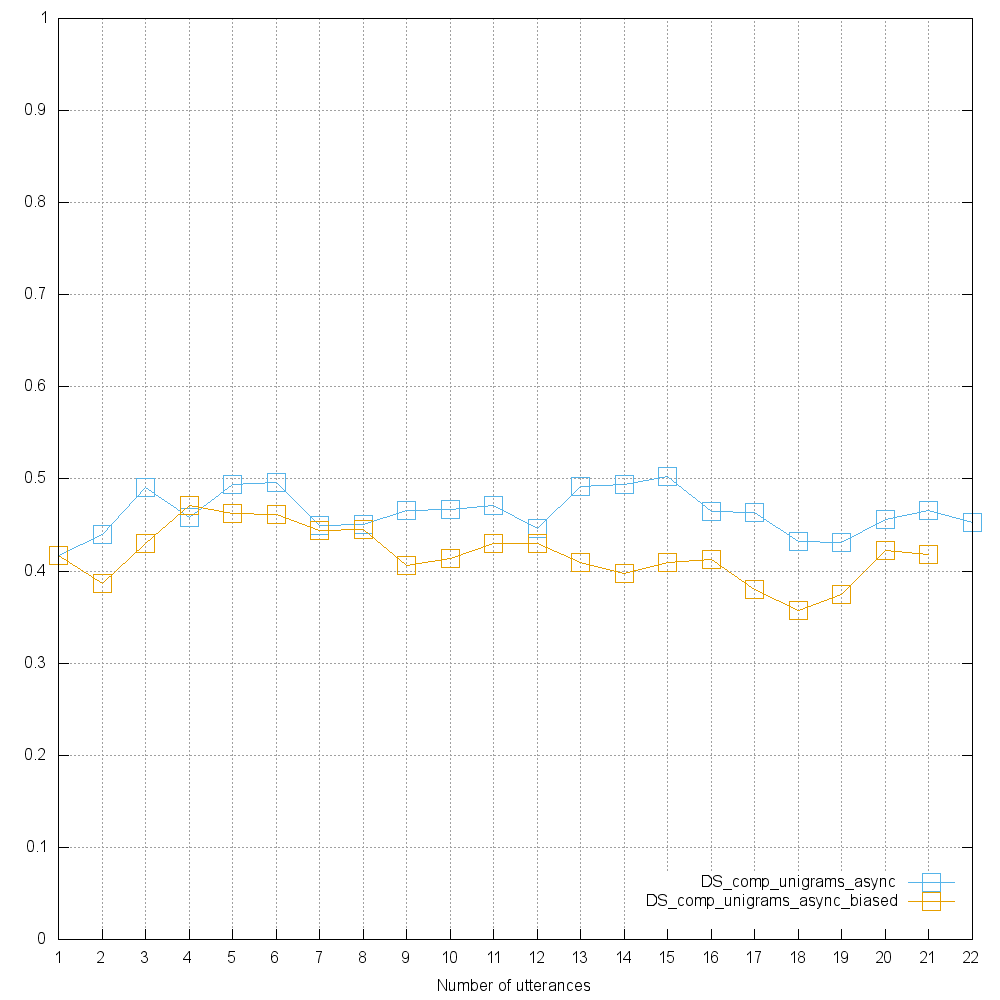 1
0.9
0.8
0.7
0.6
0.5
0.4
0.3
0.2
0.1
0
DS_comp_unigrams_async
DS_comp_unigrams_async_biased
1 2 3 4 5 6 7 8 9 10 11 12 13 14 15 16 17 18 19 20 21 22
Number of utterances